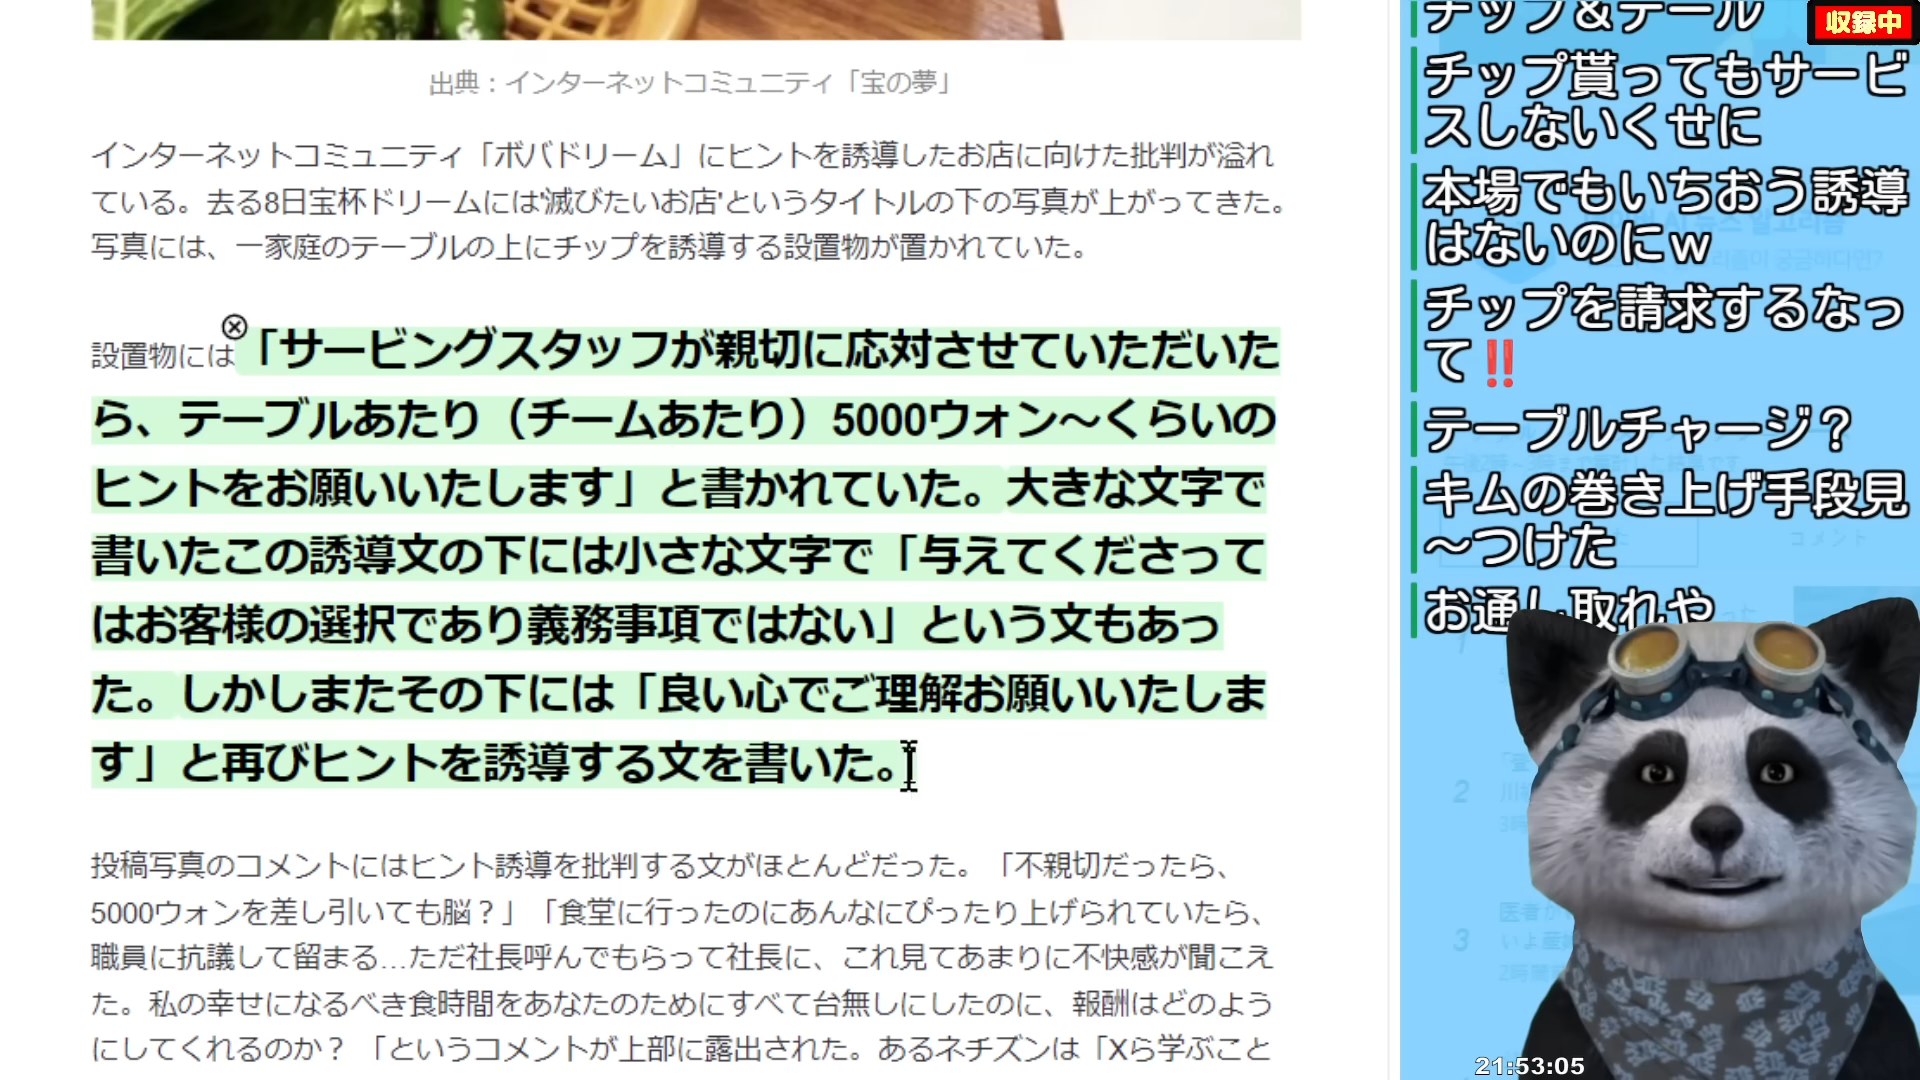 出典：インターネットコミュニティ「宝の夢」
インターネットコミュニティ「ボバドリーム」にヒントを誘導したお店に向けた批判が溢れ
ている。去る8日宝杯ドリームには'滅びたいお店'というタイトルの下の写真が上がってきた。
写真には、一家庭のテーブルの上にチップを誘導する設置物が置かれていた。
設置物には「サービングスタッフが親切に応対させていただいた
ら、テーブルあたり（チームあたり）5000ウォン〜くらいの
ヒントをお願いいたします」と書かれていた。大きな文字で
書いたこの誘導文の下には小さな文字で「与えてくださって
はお客様の選択であり義務事項ではない」という文もあっ
た。しかしまたその下には「良い心でご理解お願いいたしま
す」と再びヒントを誘導する文を書いた。
投稿写真のコメントにはヒント誘導を批判する文がほとんどだった。「不親切だったら、
5000ウォンを差し引いても脳？」「食堂に行ったのにあんなにぴったり上げられていたら、
職員に抗議して留まる…ただ社長呼んでもらって社長に、これ見てあまりに不快感が聞こえ
た。私の幸せになるべき食時間をあなたのためにすべて台無しにしたのに、報酬はどのよう
にしてくれるのか？ 「というコメントが上部に露出された。あるネチズンは「Xら学ぶこと
チップ＆デール
収録中
チップ貰ってもサービ
スしないくせに
本場でもいちおう誘導
はないのにｗ
チップを請求するなっ
て‼️
テーブルチャージ？
キムの巻き上げ手段見
〜つけた
お通し取れや
コメント
2
3
21:53:05